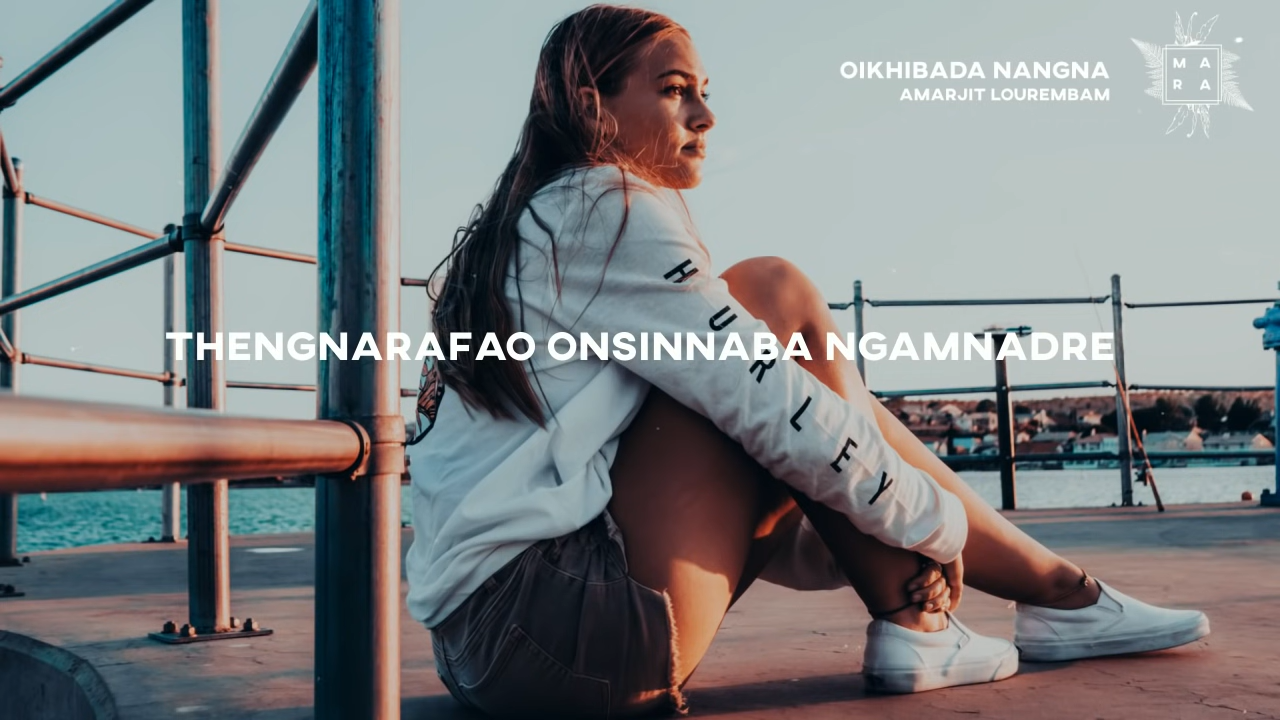 OIKHIBADA NANGNA
AMARJIT LOUREMBAM
M A
R A
THENGNARAFAO ONSINNABA NGAMNADRE
HURLEY